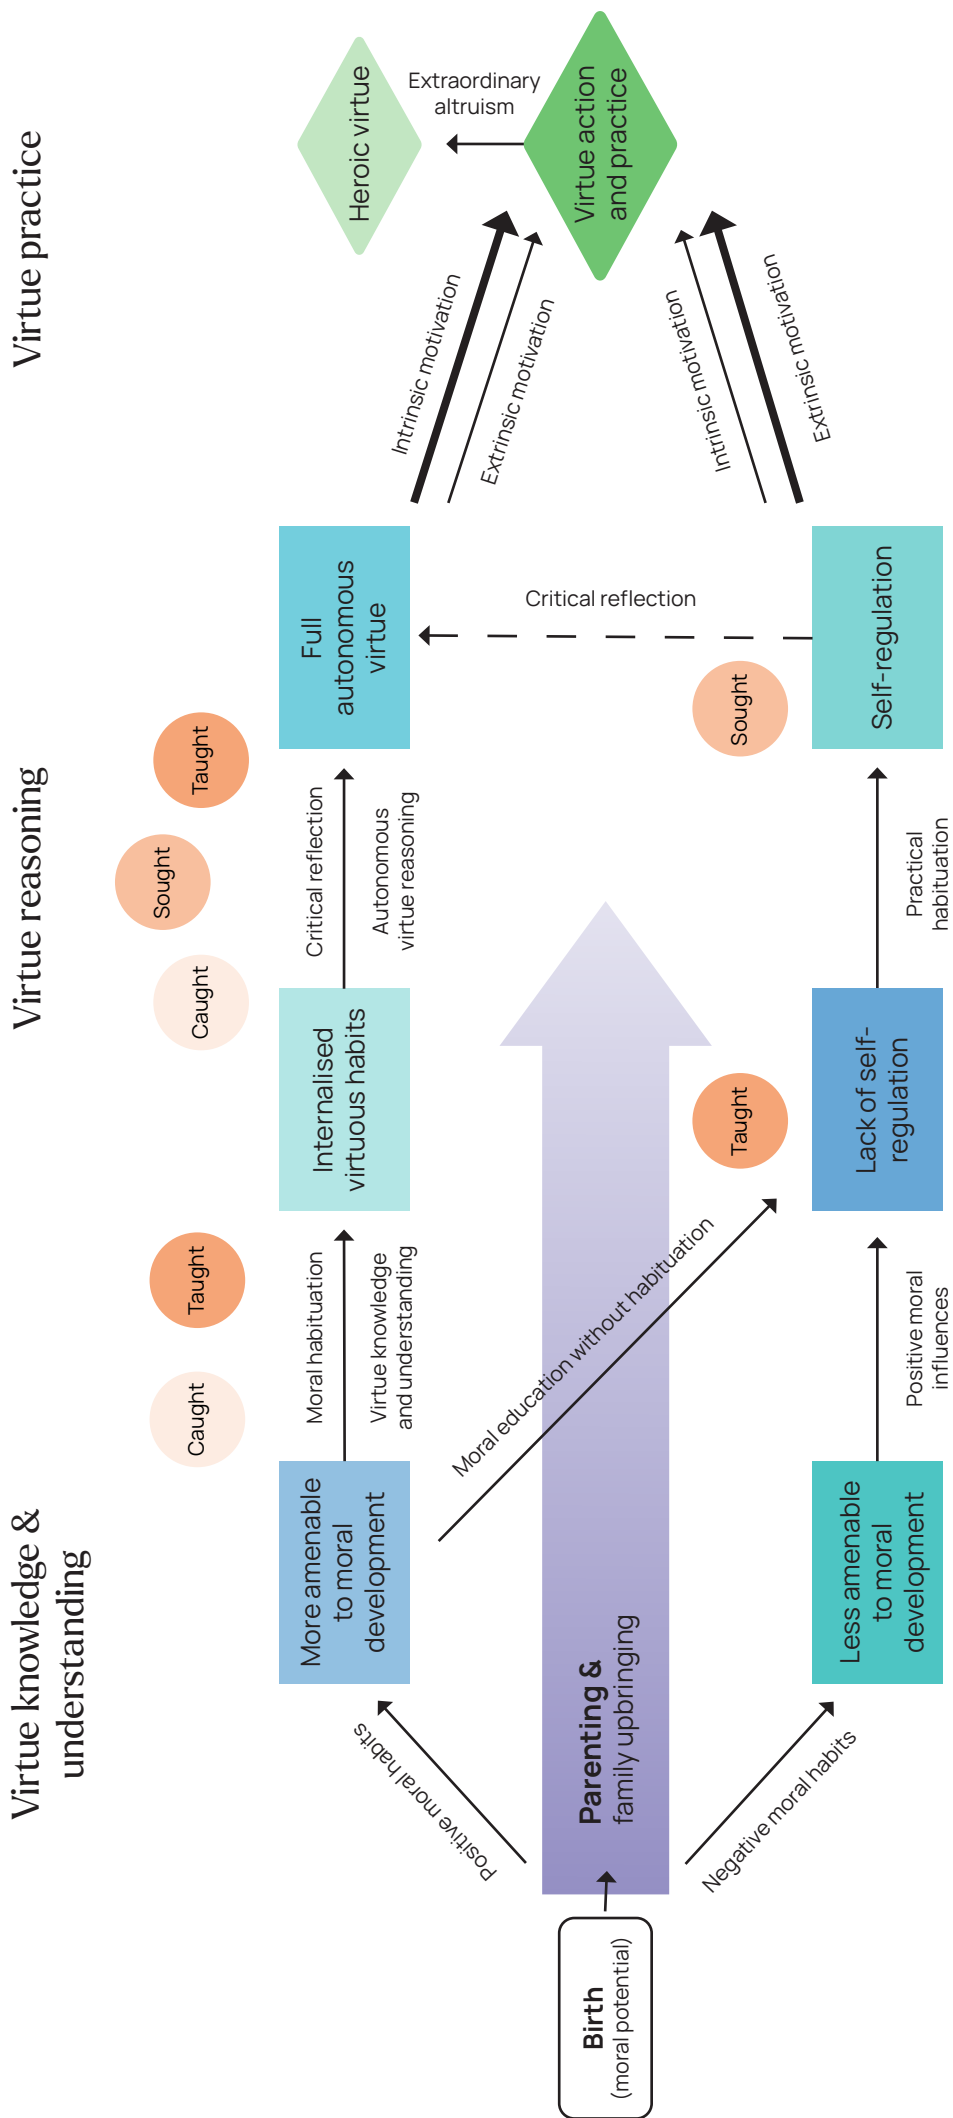 Virtue knowledge &
understanding
Virtue reasoning
Virtue practice
Caught
Taught
Caught
Sought
Taught
Birth
(moral potential)
Positive moral habits
Negative moral habits
Parenting &
family upbringing
More amenable
to moral
development
Moral habituation
Virtue knowledge
and understanding
Internalised
virtuous habits
Critical reflection
Autonomous
virtue reasoning
Full
autonomous
virtue
Intrinsic motivation
Extrinsic motivation
Heroic virtue
Extraordinary
altruism
Virtue action
and practice
Moral education without habituation
Taught
Sought
Critical reflection
Intrinsic motivation
Extrinsic motivation
Less amenable
to moral
development
Positive moral
influences
Lack of self-
regulation
Practical
habituation
Self-regulation